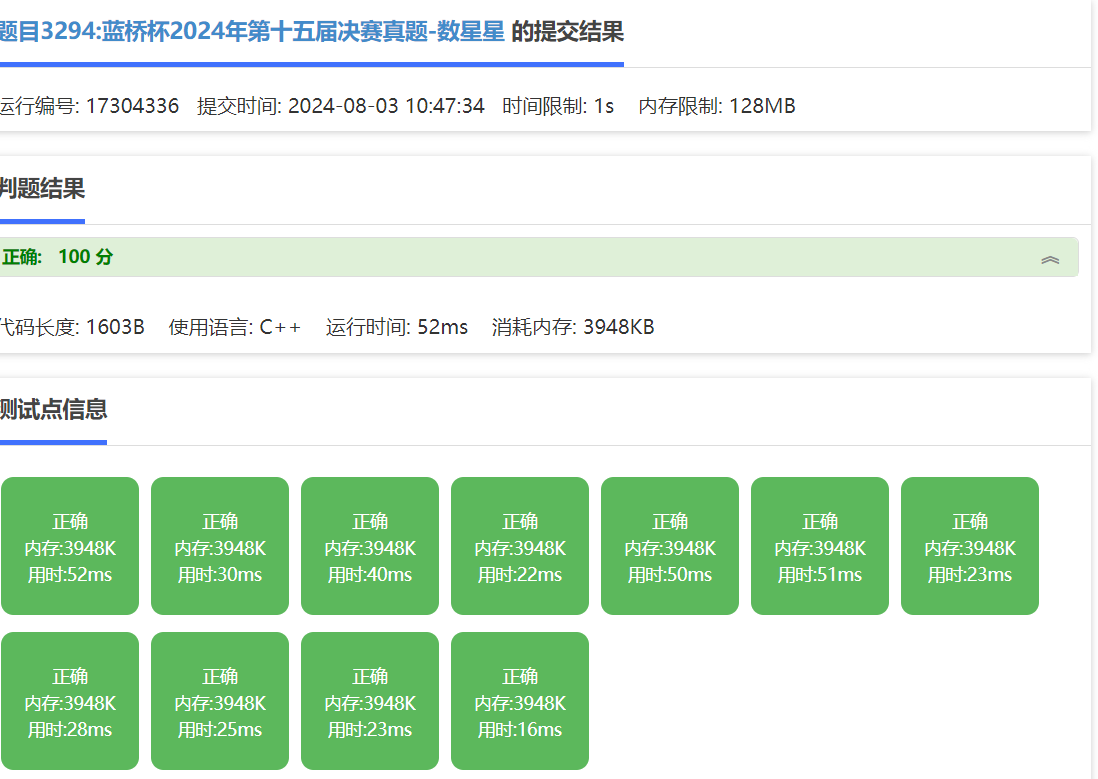 题目3294:蓝桥杯2024年第十五届决赛真题-数星星 的提交结果
运行编号: 17304336 提交时间: 2024-08-03 10:47:34 时间限制: 1s 内存限制: 128MB
判题结果
正确: 100 分
代码长度: 1603B 使用语言: C++ 运行时间: 52ms 消耗内存: 3948KB
测试点信息
正确
内存:3948K
用时:52ms
正确
内存:3948K
用时:30ms
正确
内存:3948K
用时:40ms
正确
内存:3948K
用时:22ms
正确
内存:3948K
用时:50ms
正确
内存:3948K
用时:51ms
正确
内存:3948K
用时:23ms
正确
内存:3948K
用时:28ms
正确
内存:3948K
用时:25ms
正确
内存:3948K
用时:23ms
正确
内存:3948K
用时:16ms